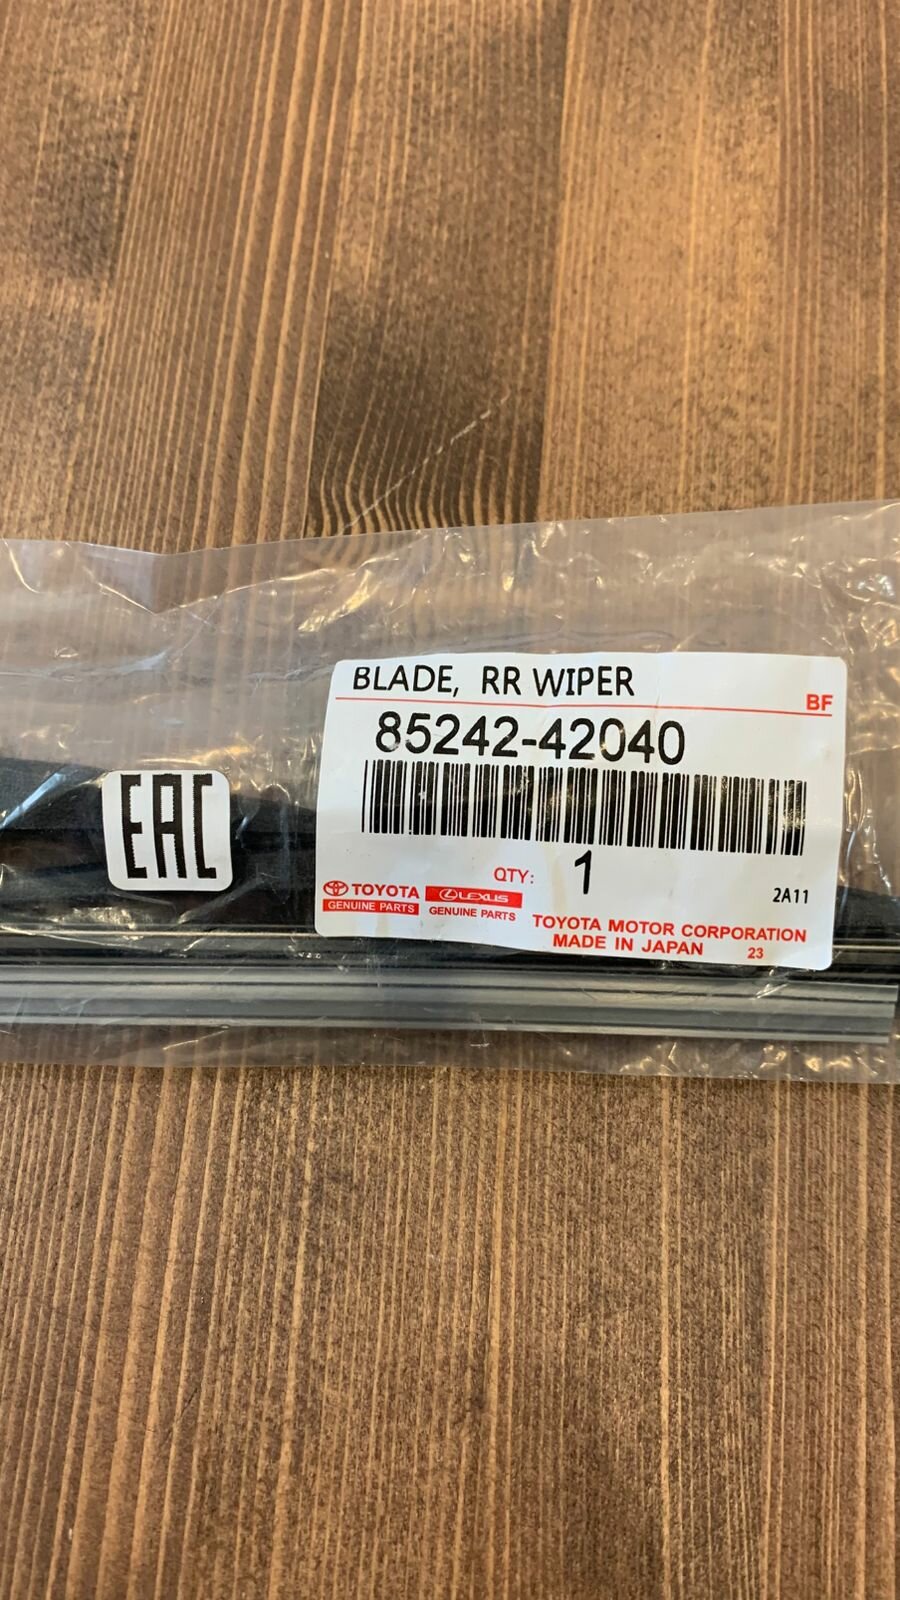 BLADE, RR WIPER
BF
85242-42040
EAC
QTY: 1
2A11
TOYOTA
GENUINE PARTS
LEXUS
GENUINE PARTS
TOYOTA MOTOR CORPORATION
MADE IN JAPAN 23